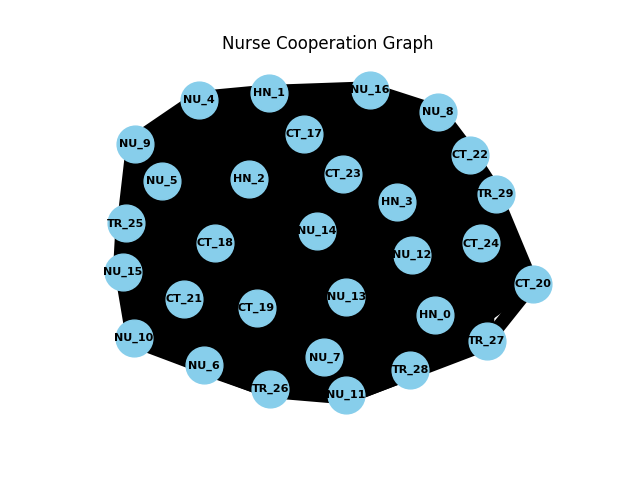 Nurse Cooperation Graph
NU_16
HN_1
NU_4
NU_8
CT_17
NU_9
CT_22
CT_23
HN_2
NU_5
TR_29
HN_3
TR_25
NU_14
CT_18
CT_24
NU_12
NU_15
CT_20
NU_13
CT_21
CT_19
HN_0
NU_10
TR_27
NU_7
NU_6
TR_28
TR_26
NU_11